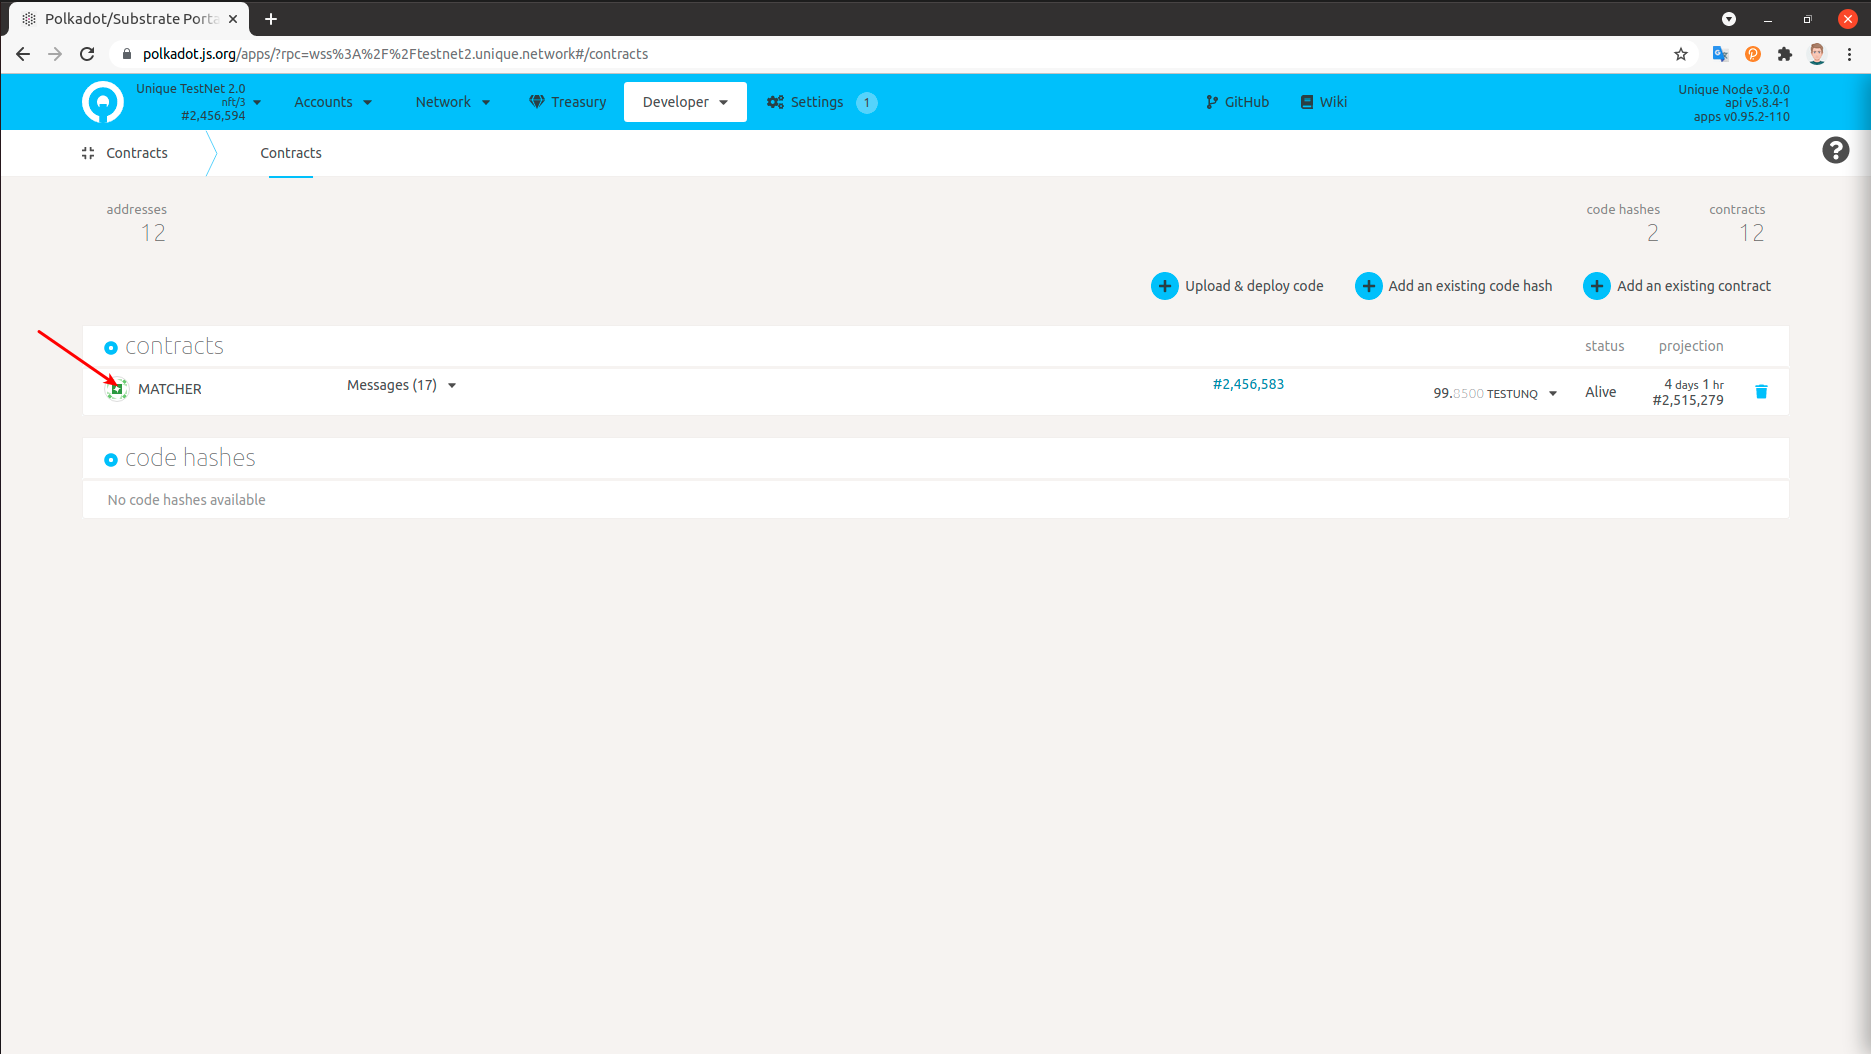 Polkadot/Substrate Porta
polkadot.js.org/apps/?rpc=wss%3A%2F%2Ftestnet2.unique.network#/contracts
Unique TestNet 2.0
nft/3
#2,456,594
Accounts
Network
Treasury
Developer
Settings
1
GitHub
Wiki
Unique Node v3.0.0
api v5.8.4-1
apps v0.95.2-110
Contracts
Contracts
addresses
12
code hashes
2
contracts
12
Upload & deploy code
Add an existing code hash
Add an existing contract
contracts
status
projection
MATCHER
Messages (17)
#2,456,583
99.8500 TESTUNQ
Alive
4 days 1 hr
#2,515,279
code hashes
No code hashes available